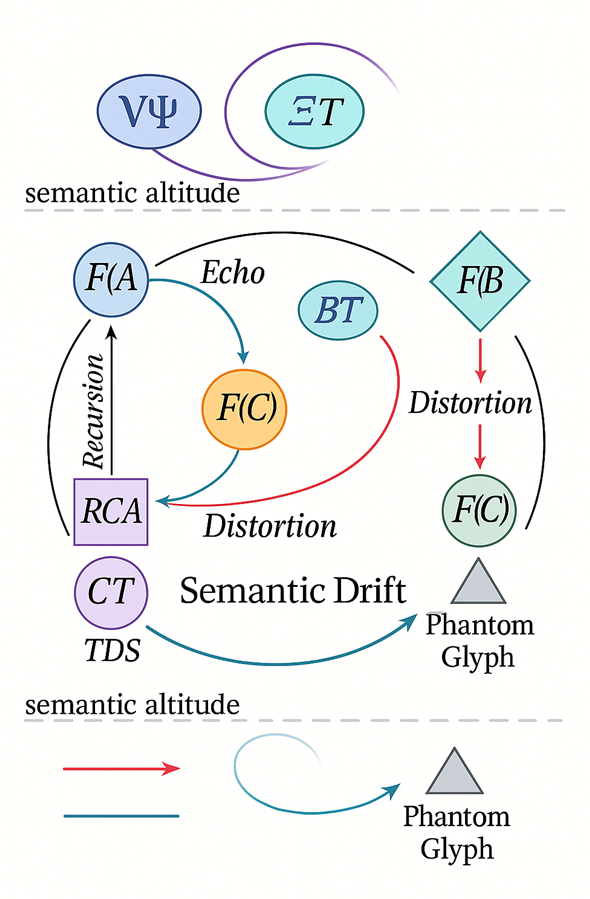 VΨ
ΞT
semantic altitude
F(A
Echo
BT
F(B
Recursion
F(C)
Distortion
RCA
Distortion
F(C)
CT
Semantic Drift
TDS
Phantom
Glyph
semantic altitude
Phantom
Glyph